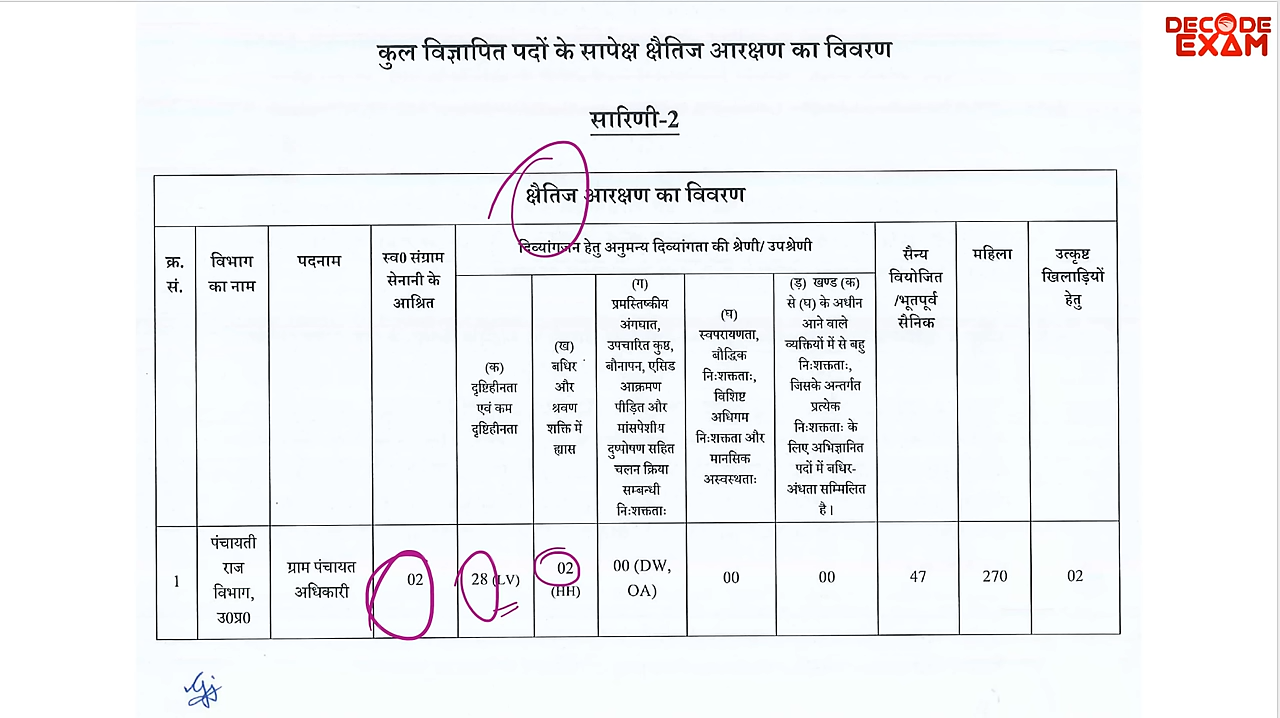 DECODE
EXAM
कुल विज्ञापित पदों के सापेक्ष क्षैतिज आरक्षण का विवरण
सारिणी-2
क्षैतिज आरक्षण का विवरण
क्र.
सं.
विभाग
का नाम
पदनाम
स्व0 संग्राम
सेनानी के
आश्रित
दिव्यांगजन हेतु अनुमन्य दिव्यांगता की श्रेणी/ उपश्रेणी
(क)
दृष्टिहीनता
एवं कम
दृष्टिहीनता
(ख)
बधिर
और
श्रवण
शक्ति में
ह्रास
(ग)
प्रमस्तिष्कीय
अंगघात,
उपचारित कुष्ठ,
बौनापन, एसिड
आक्रमण
पीड़ित और
मांसपेशीय
दुष्पोषण सहित
चलन क्रिया
सम्बन्धी
निःशक्तताः
(घ)
स्वपरायणता,
बौद्धिक
निःशक्तताः,
विशिष्ट
अधिगम
निःशक्तता और
मानसिक
अस्वस्थताः
(ड़) खण्ड (क)
से (घ) के अधीन
आने वाले
व्यक्तियों में से बहु
निःशक्तताः,
जिसके अन्तर्गत
प्रत्येक
निःशक्तताः के
लिए अभिज्ञानित
पदों में बधिर-
अंधता सम्मिलित
है।
सैन्य
वियोजित
/भूतपूर्व
सैनिक
महिला
उत्कृष्ट
खिलाड़ियों
हेतु
1
पंचायती
राज
विभाग,
उ0प्र0
ग्राम पंचायत
अधिकारी
02
28 (LV)
02
(HH)
00 (DW,
OA)
00
00
47
270
02